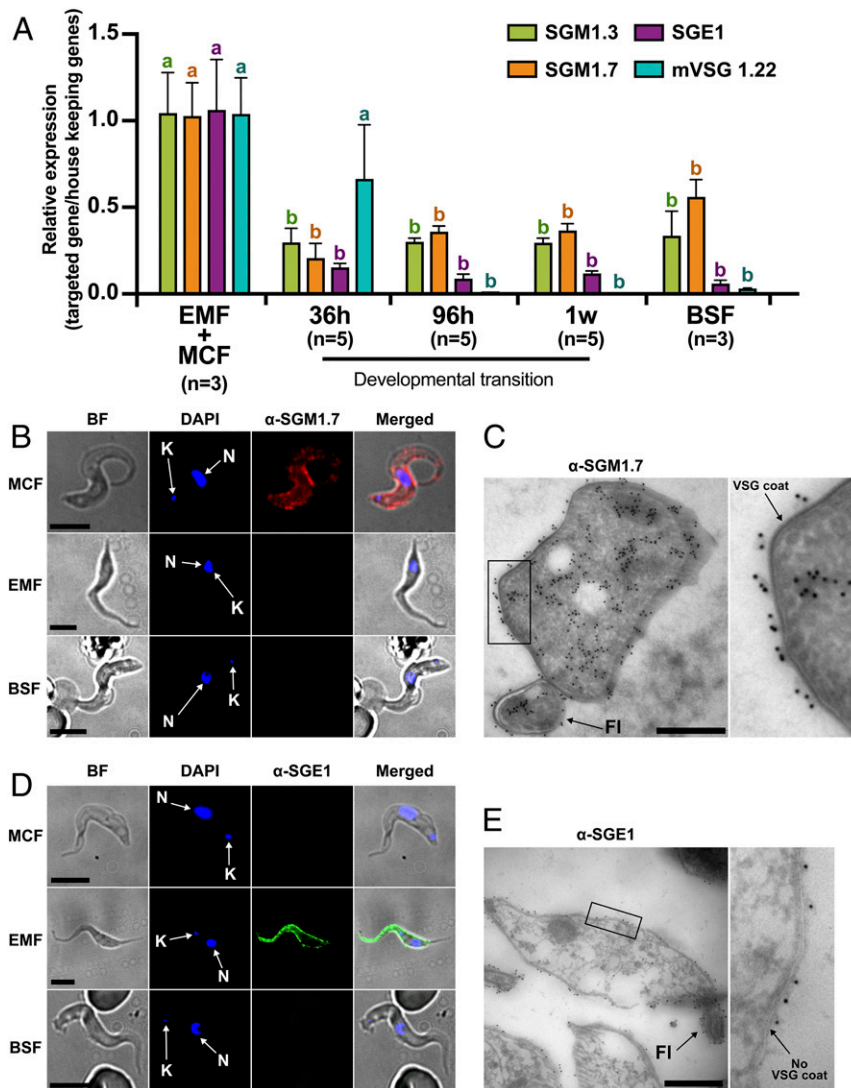 A
Relative expression
(targeted gene/house keeping genes)
1.5
1.0
0.5
0.0
SGM1.3
SGE1
SGM1.7
mVSG 1.22
a a a a
b b b a
b b b b
b b b b
b b b b
EMF
+
MCF
(n=3)
36h
(n=5)
96h
(n=5)
1w
(n=5)
BSF
(n=3)
Developmental transition
B
BF DAPI α-SGM1.7 Merged
MCF
K
N
EMF
N
K
BSF
K
N
C
α-SGM1.7
VSG coat
Fl
D
BF DAPI α-SGE1 Merged
MCF
N
K
EMF
K
N
BSF
K
N
E
α-SGE1
Fl
No
VSG coat